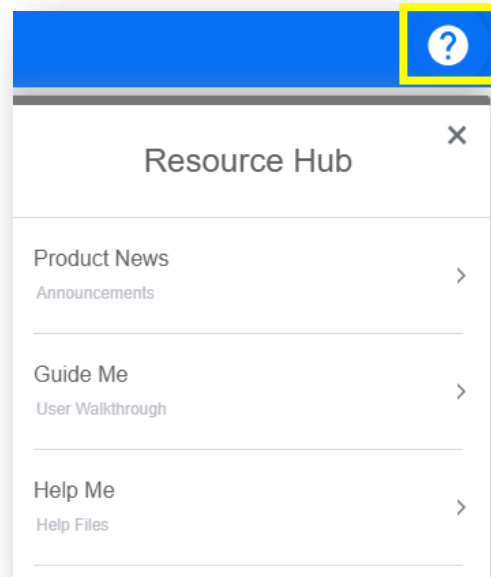 ?
Resource Hub
Product News
Announcements
Guide Me
User Walkthrough
Help Me
Help Files